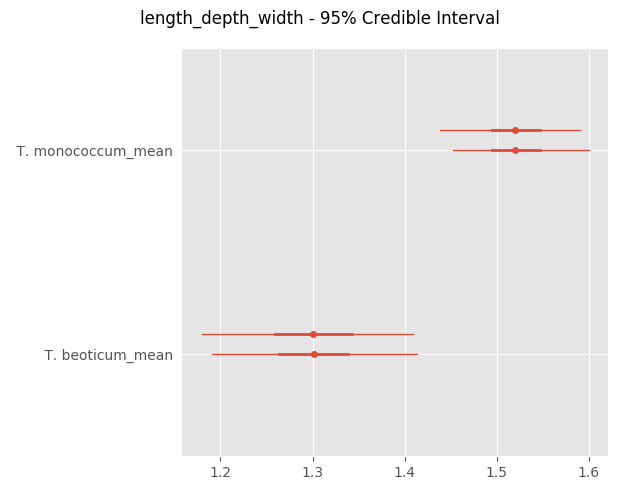 length_depth_width - 95% Credible Interval
T. monococcum_mean
T. beoticum_mean
1.2 1.3 1.4 1.5 1.6